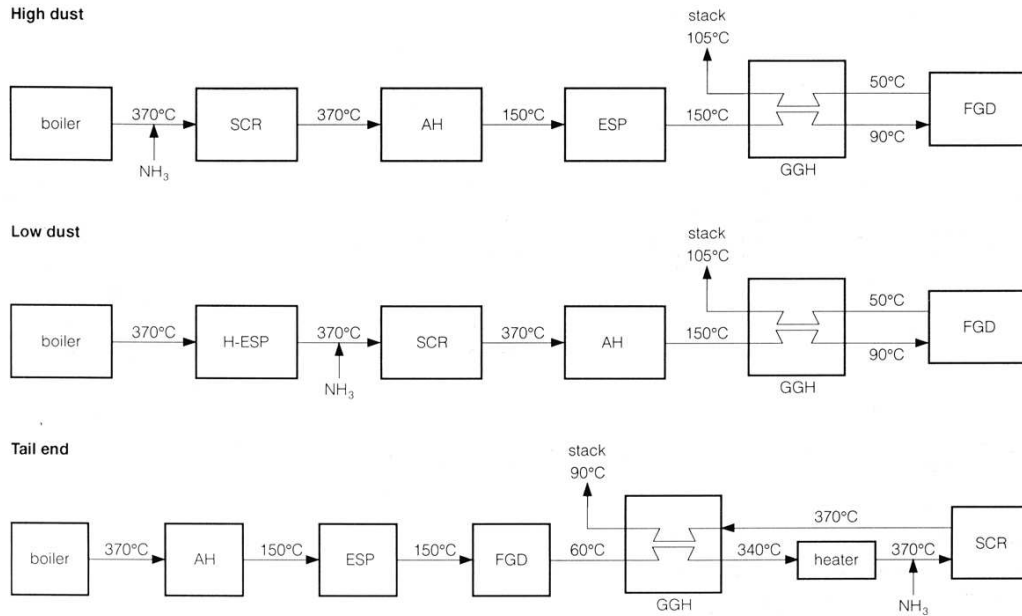 High dust
stack
105°C
boiler
370°C
NH₃
SCR
370°C
AH
150°C
ESP
150°C
GGH
50°C
90°C
FGD
Low dust
stack
105°C
boiler
370°C
H-ESP
370°C
NH₃
SCR
370°C
AH
150°C
GGH
50°C
90°C
FGD
Tail end
stack
90°C
boiler
370°C
AH
150°C
ESP
150°C
FGD
60°C
GGH
370°C
340°C
heater
370°C
NH₃
SCR